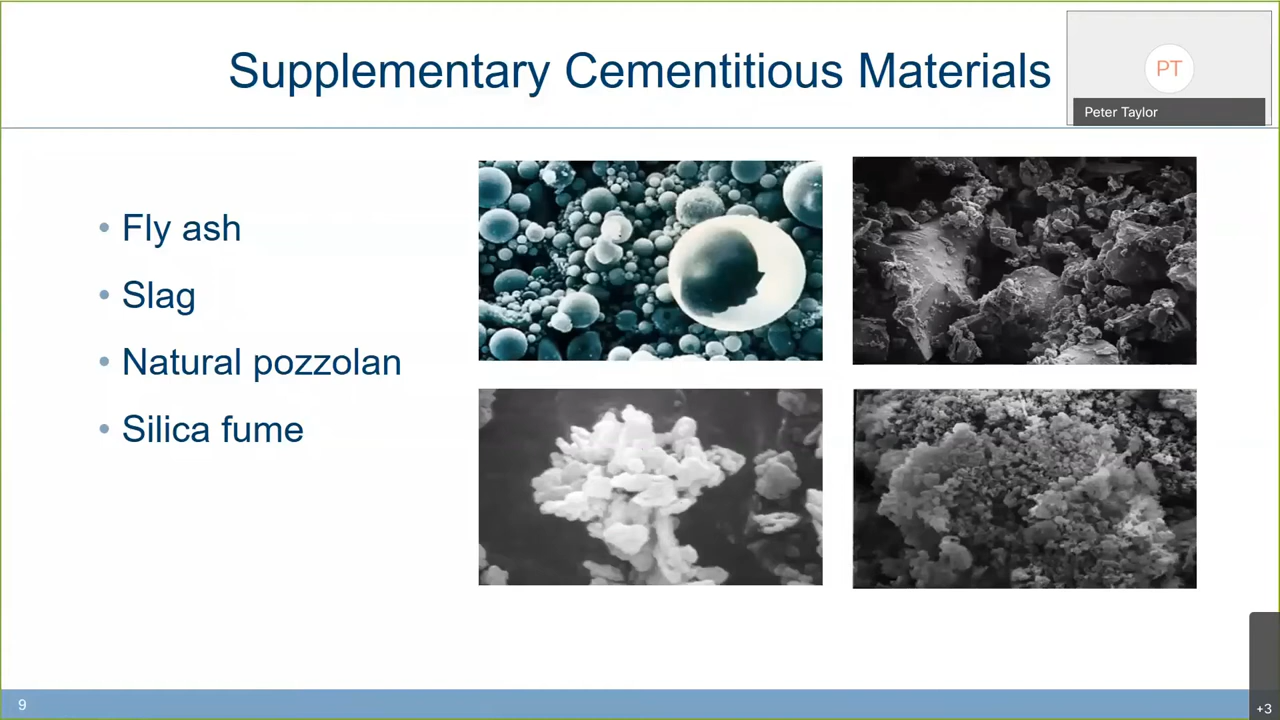 Supplementary Cementitious Materials
PT
Peter Taylor
• Fly ash
• Slag
• Natural pozzolan
• Silica fume
9
+3